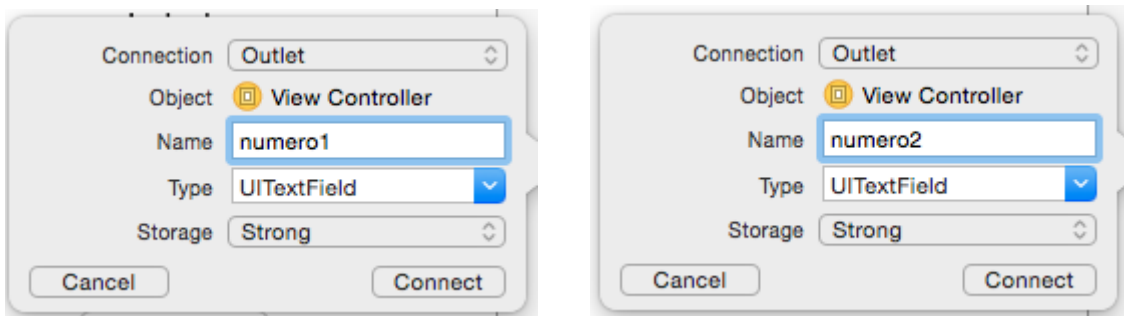 Connection Outlet
Object View Controller
Name numero1
Type UITextField
Storage Strong
Cancel Connect
Connection Outlet
Object View Controller
Name numero2
Type UITextField
Storage Strong
Cancel Connect